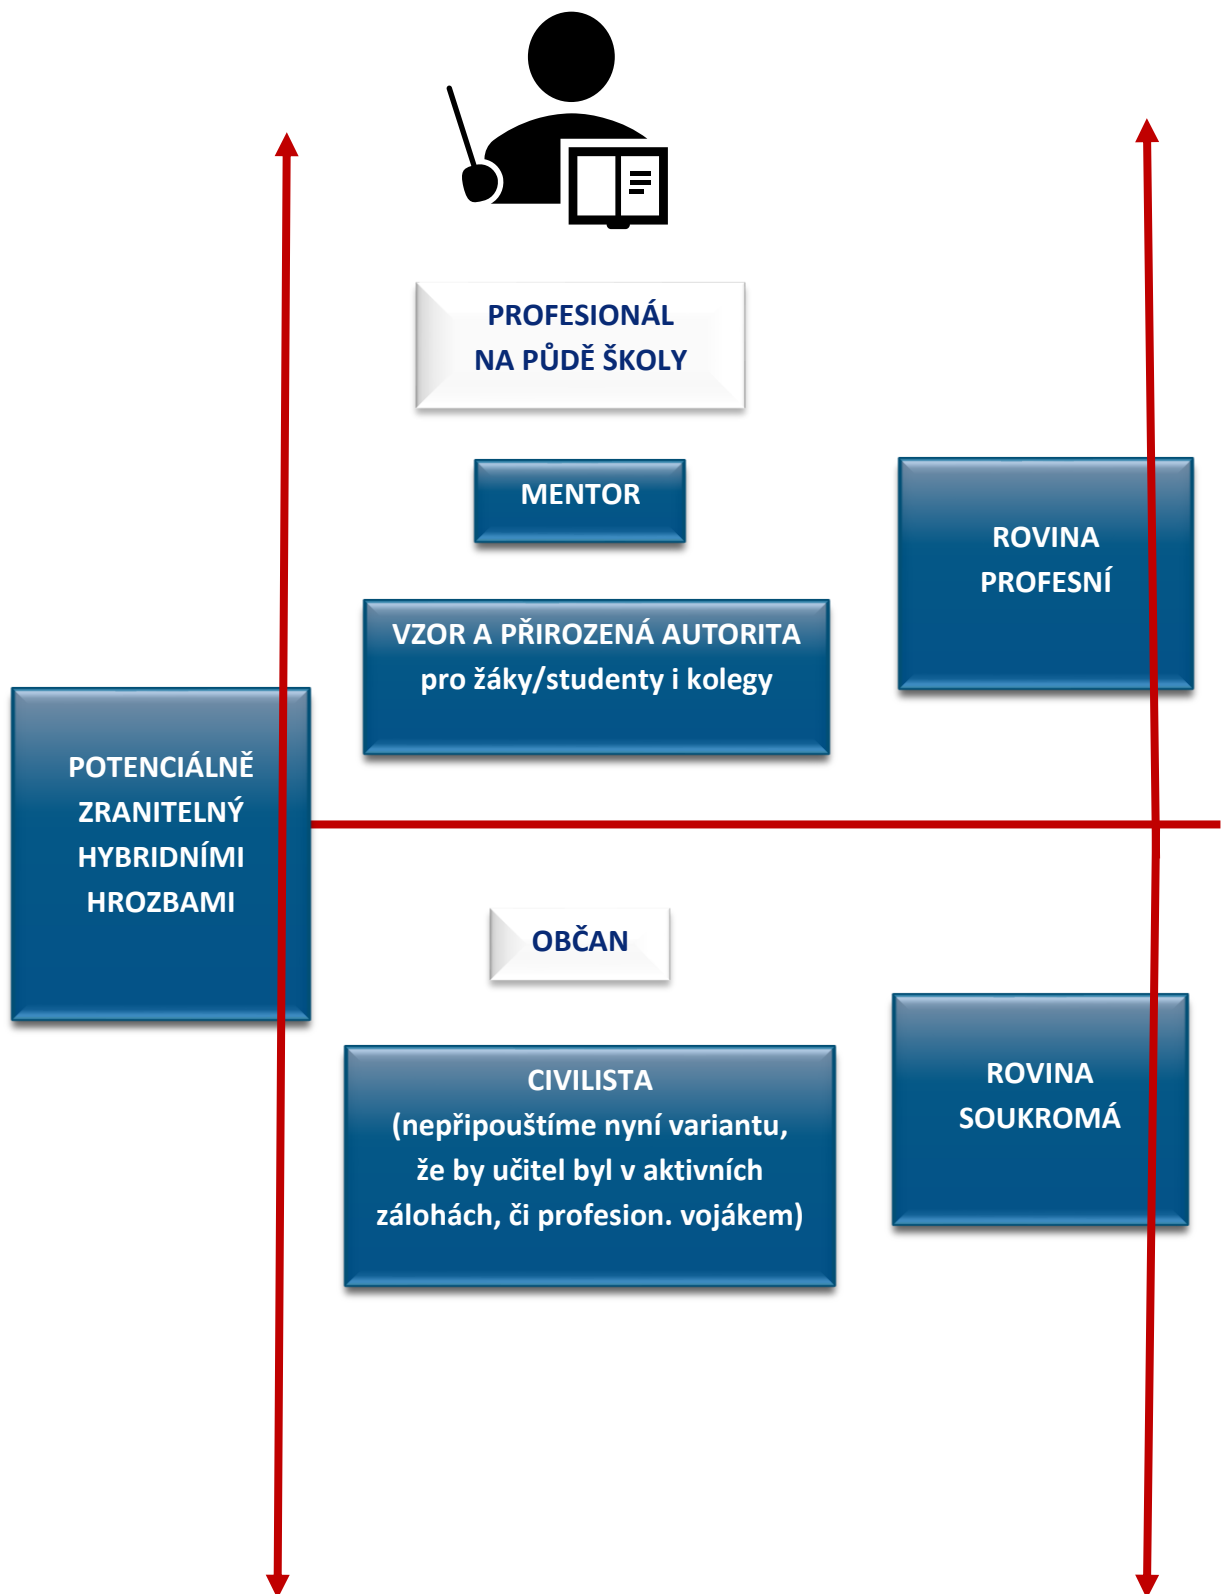 PROFESIONÁL
NA PŮDĚ ŠKOLY
MENTOR
ROVINA
PROFESNÍ
VZOR A PŘIROZENÁ AUTORITA
pro žáky/studenty i kolegy
POTENCIÁLNĚ
ZRANITELNÝ
HYBRIDNÍMI
HROZBAMI
OBČAN
CIVILISTA
(nepřipouštíme nyní variantu,
že by učitel byl v aktivních
zálohách, či profesion. vojákem)
ROVINA
SOUKROMÁ